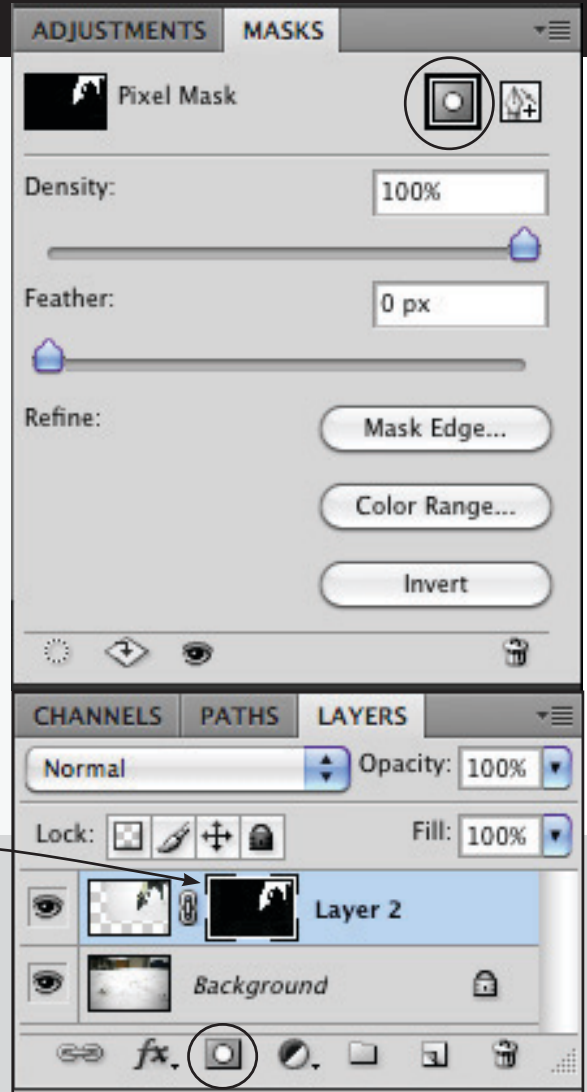 ADJUSTMENTS MASKS
Pixel Mask
Density: 100%
Feather: 0 px
Refine: Mask Edge...
Color Range...
Invert
CHANNELS PATHS LAYERS
Normal Opacity: 100%
Lock: Fill: 100%
Layer 2
Background
fx.